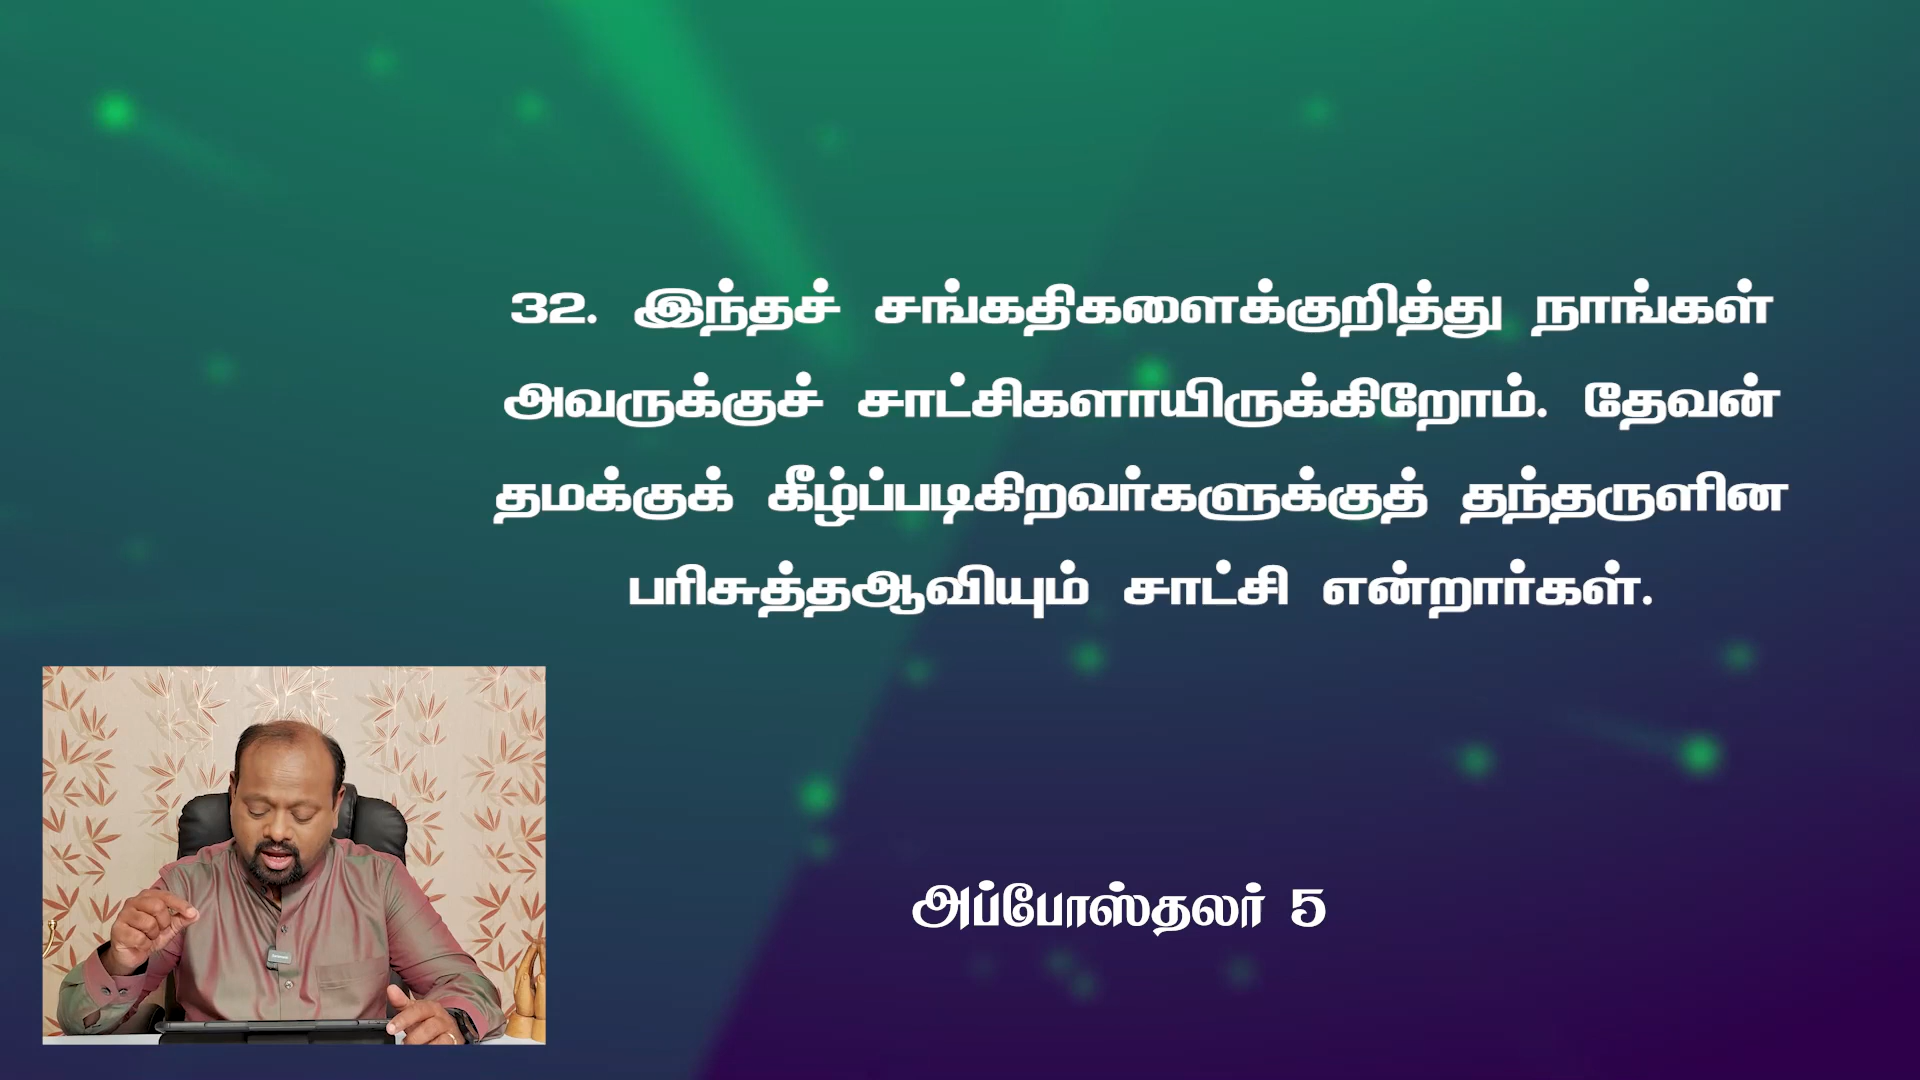 32. இந்தச் சங்கதிகளைக்குறித்து நாங்கள்
அவருக்குச் சாட்சிகளாயிருக்கிறோம். தேவன்
தமக்குக் கீழ்ப்படிகிறவர்களுக்குத் தந்தருளின
பரிசுத்தஆவியும் சாட்சி என்றார்கள்.
அப்போஸ்தலர் 5